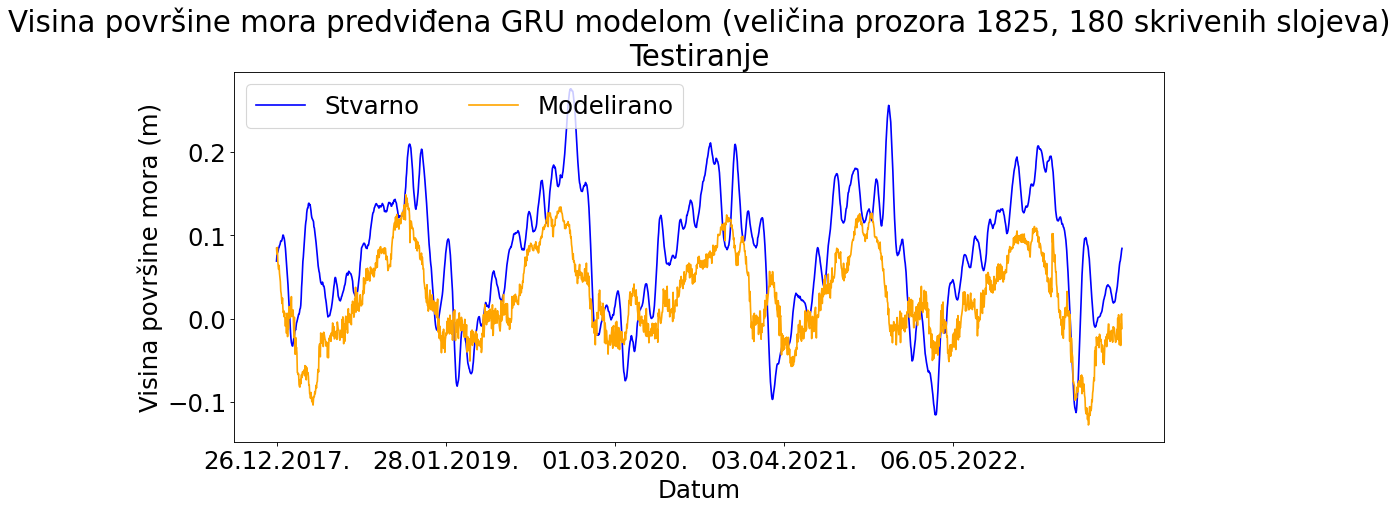 Visina površine mora predviđena GRU modelom (veličina prozora 1825, 180 skrivenih slojeva)
Testiranje
Stvarno
Modelirano
Visina površine mora (m)
0.2
0.1
0.0
−0.1
26.12.2017.
28.01.2019.
01.03.2020.
03.04.2021.
06.05.2022.
Datum